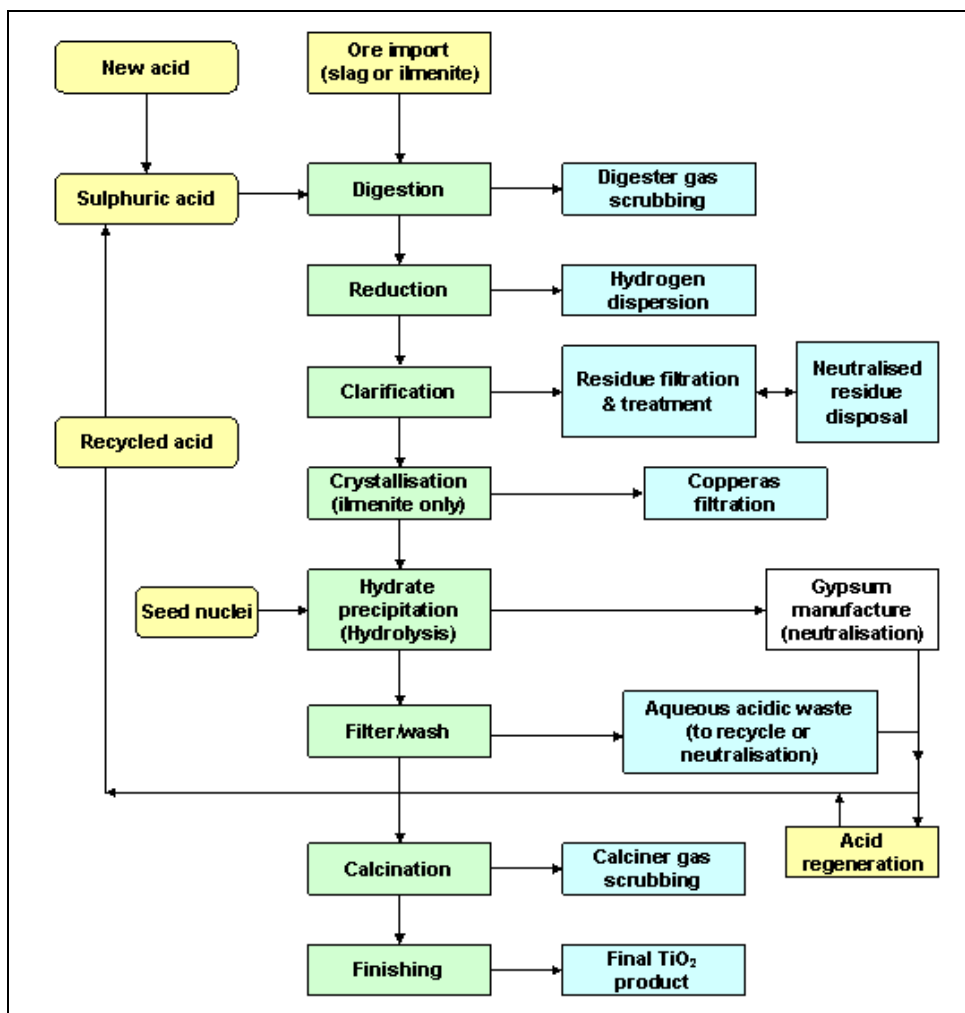 New acid
Ore import
(slag or ilmenite)
Sulphuric acid
Digestion
Digester gas
scrubbing
Reduction
Hydrogen
dispersion
Clarification
Residue filtration
& treatment
Neutralised
residue
disposal
Recycled acid
Crystallisation
(ilmenite only)
Copperas
filtration
Seed nuclei
Hydrate
precipitation
(Hydrolysis)
Gypsum
manufacture
(neutralisation)
Filter/wash
Aqueous acidic waste
(to recycle or
neutralisation)
Acid
regeneration
Calcination
Calciner gas
scrubbing
Finishing
Final TiO₂
product